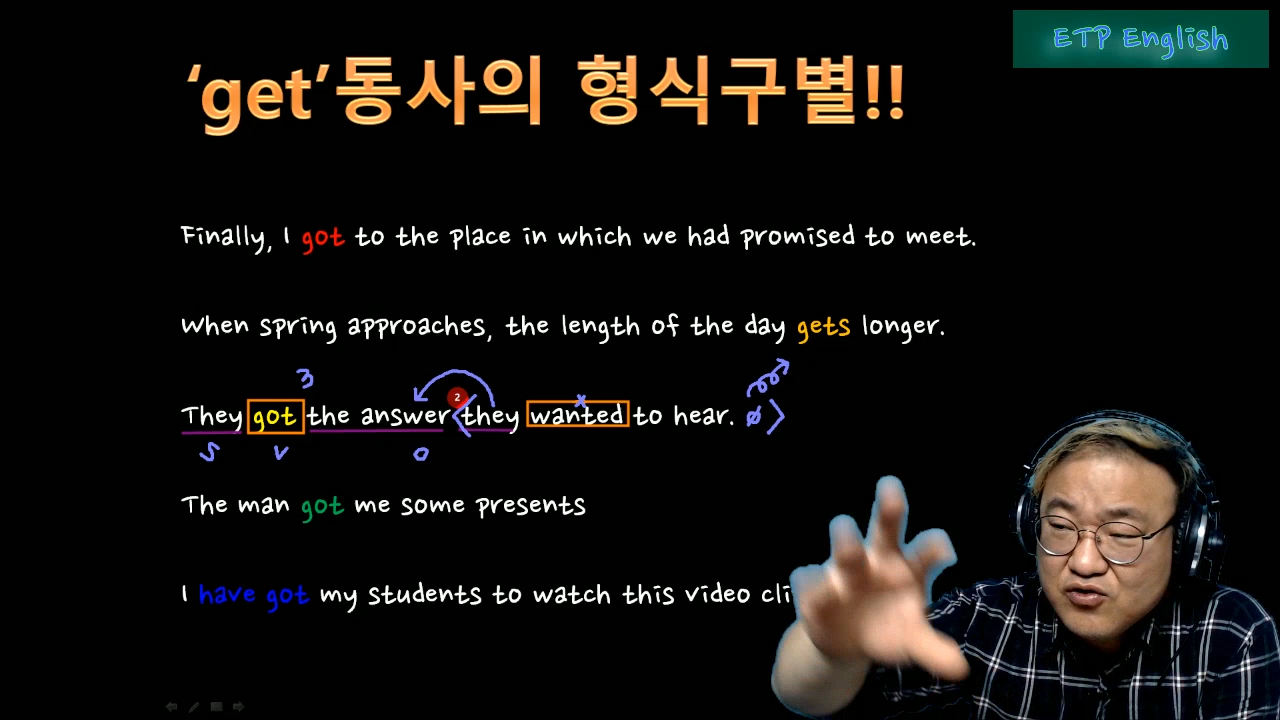 ETP English
‘get’동사의 형식구별!!
Finally, I got to the place in which we had promised to meet.
When spring approaches, the length of the day gets longer.
3
2
They got the answer <they wanted to hear. ø>
S V O
The man got me some presents
I have got my students to watch this video cli